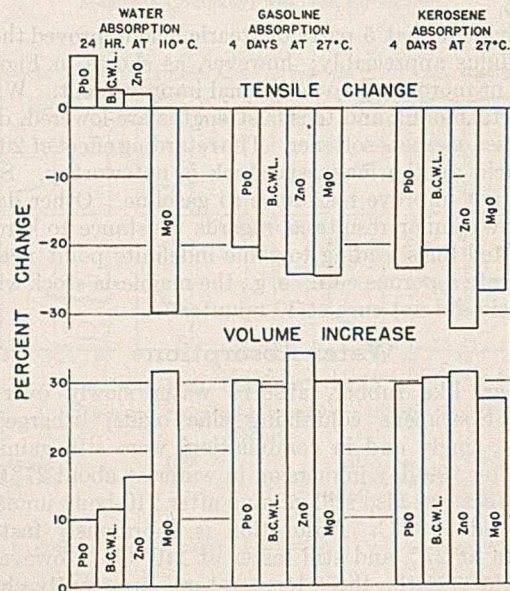 WATER
ABSORPTION
24 HR. AT 110°C.
GASOLINE
ABSORPTION
4 DAYS AT 27°C.
KEROSENE
ABSORPTION
4 DAYS AT 27°C.
PbO
B.C.W.L.
ZnO
MgO
TENSILE CHANGE
PbO
B.C.W.L.
ZnO
MgO
PbO
B.C.W.L.
ZnO
MgO
0
-10
-20
-30
PERCENT CHANGE
VOLUME INCREASE
30
20
10
0
PbO
B.C.W.L.
ZnO
MgO
PbO
B.C.W.L.
ZnO
MgO
PbO
B.C.W.L.
ZnO
MgO